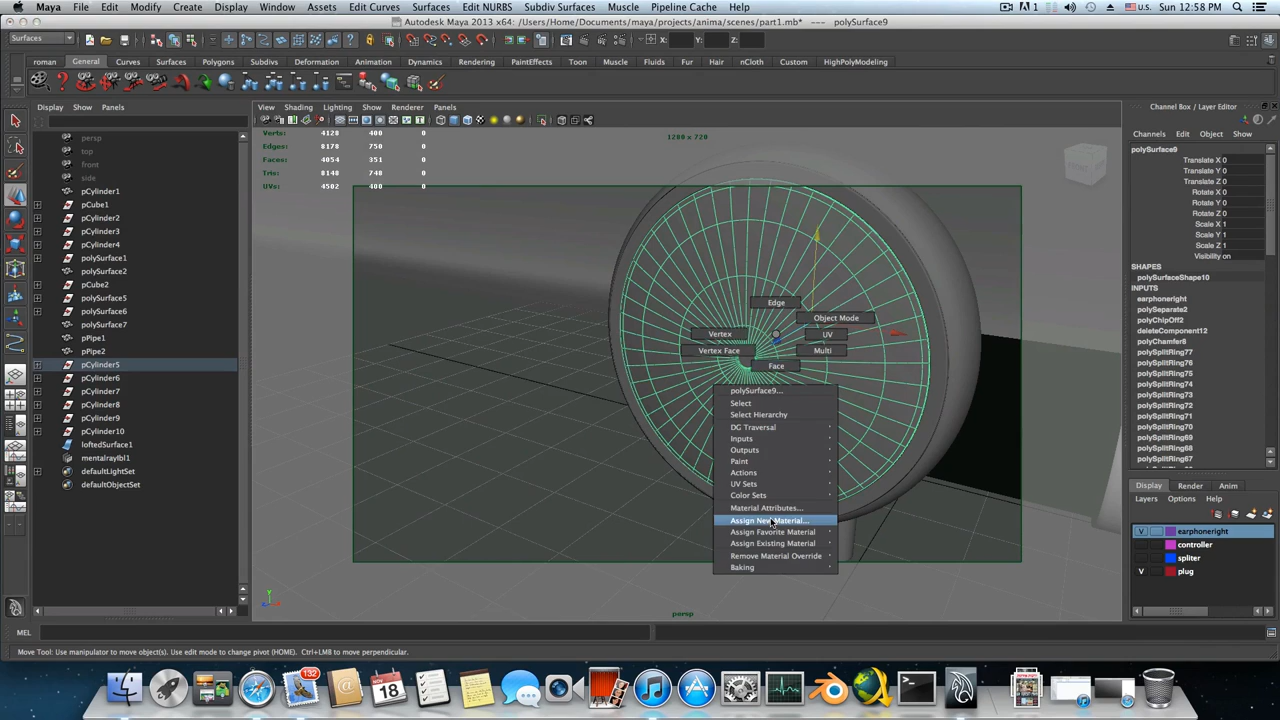 Maya File Edit Modify Create Display Window Assets Edit Curves Surfaces Edit NURBS Subdiv Surfaces Muscle Pipeline Cache Help 1 U.S. Sun 12:58 PM
Autodesk Maya 2013 x64: /Users/Home/Documents/maya/projects/anima/scenes/part1.mb* --- polySurface9
Surfaces X: Y: Z:
roman General Curves Surfaces Polygons Subdivs Deformation Animation Dynamics Rendering PaintEffects Toon Muscle Fluids Fur Hair nCloth Custom HighPolyModeling
Display Show Panels
persp
top
front
side
pCylinder1
pCube1
pCylinder2
pCylinder3
pCylinder4
polySurface1
polySurface2
pCube2
polySurface5
polySurface6
polySurface7
pPipe1
pPipe2
pCylinder5
pCylinder6
pCylinder7
pCylinder8
pCylinder9
pCylinder10
loftedSurface1
mentalrayIbl1
defaultLightSet
defaultObjectSet
View Shading Lighting Show Renderer Panels
Verts: 4128 400 0
Edges: 8178 750 0
Faces: 4054 351 0
Tris: 8148 740 0
UVs: 4502 400 0
1280 x 720
Edge
Object Mode
Vertex
UV
Vertex Face
Multi
Face
polySurface9...
Select
Select Hierarchy
DG Traversal
Inputs
Outputs
Paint
Actions
UV Sets
Color Sets
Material Attributes...
Assign New Material...
Assign Favorite Material
Assign Existing Material
Remove Material Override
Baking
persp
Channel Box / Layer Editor
Channels Edit Object Show
polySurface9
Translate X 0
Translate Y 0
Translate Z 0
Rotate X 0
Rotate Y 0
Rotate Z 0
Scale X 1
Scale Y 1
Scale Z 1
Visibility on
SHAPES
polySurfaceShape10
INPUTS
earphoneright
polySeparate2
polyChipOff2
deleteComponent12
polyChamfer8
polySplitRing77
polySplitRing76
polySplitRing75
polySplitRing74
polySplitRing73
polySplitRing72
polySplitRing71
polySplitRing70
polySplitRing69
polySplitRing68
Display Render Anim
Layers Options Help
V earphoneright
controller
spliter
V plug
MEL
Move Tool: Use manipulator to move object(s). Use edit mode to change pivot (HOME). Ctrl+LMB to move perpendicular.
132
NOV
18